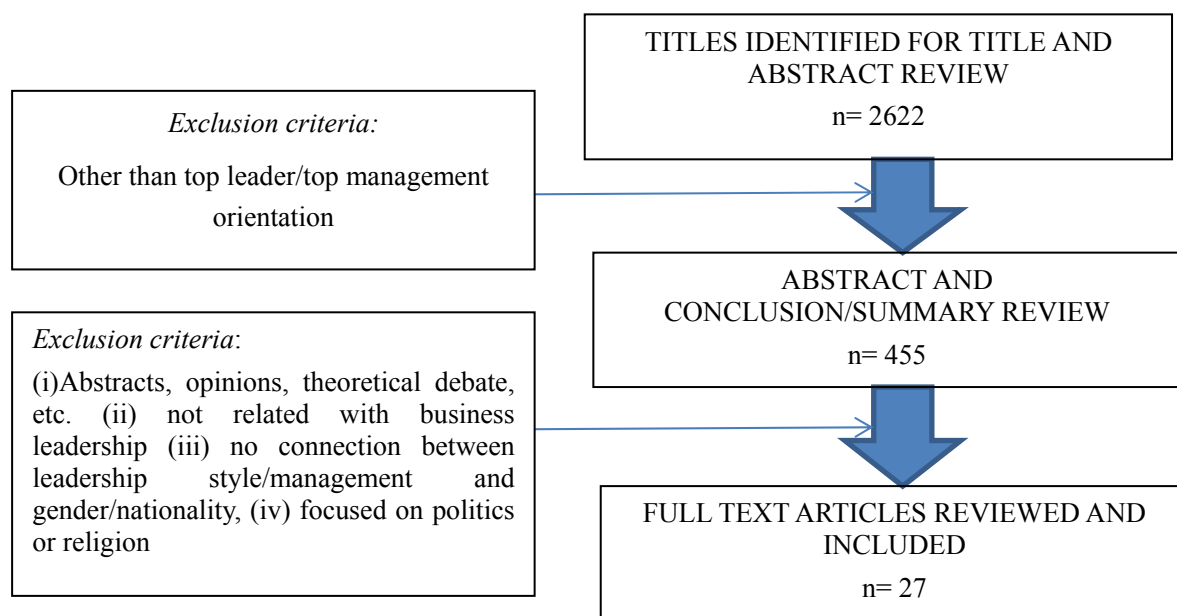 TITLES IDENTIFIED FOR TITLE AND
ABSTRACT REVIEW
n= 2622
Exclusion criteria:
Other than top leader/top management
orientation
ABSTRACT AND
CONCLUSION/SUMMARY REVIEW
n= 455
Exclusion criteria:
(i)Abstracts, opinions, theoretical debate,
etc. (ii) not related with business
leadership (iii) no connection between
leadership style/management and
gender/nationality, (iv) focused on politics
or religion
FULL TEXT ARTICLES REVIEWED AND
INCLUDED
n= 27